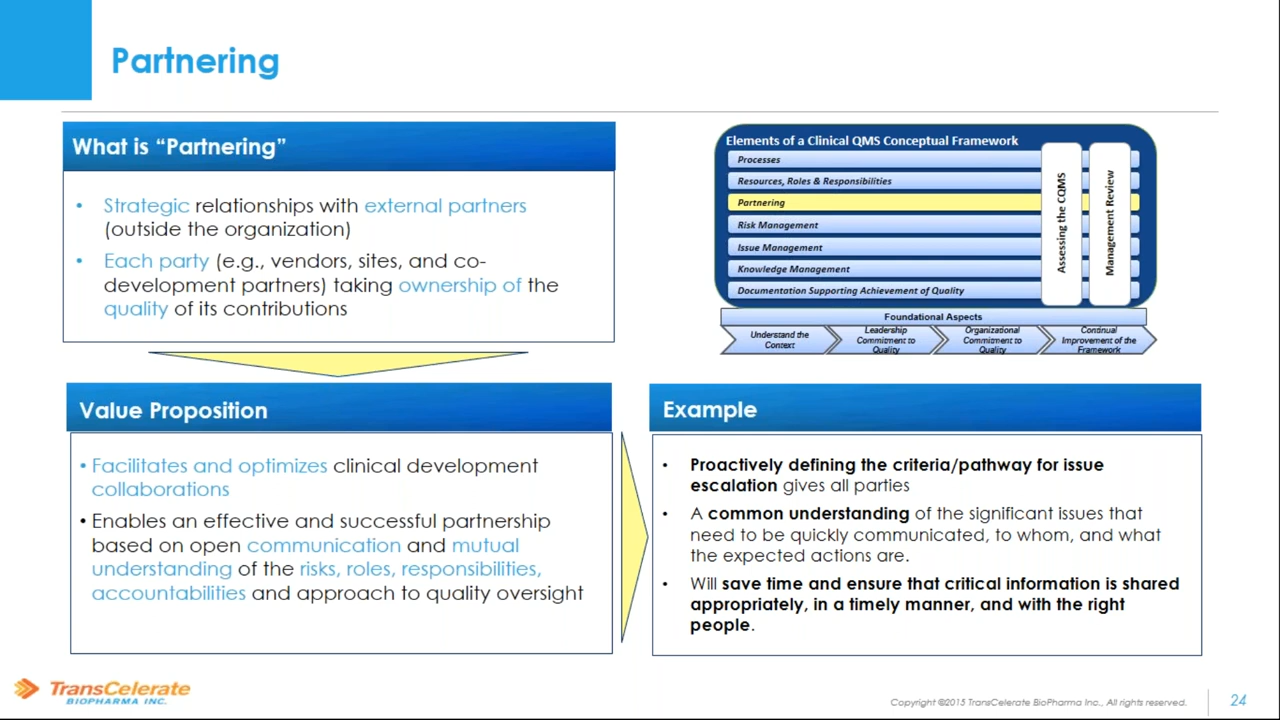 Partnering
What is “Partnering”
• Strategic relationships with external partners
(outside the organization)
• Each party (e.g., vendors, sites, and co-
development partners) taking ownership of the
quality of its contributions
Elements of a Clinical QMS Conceptual Framework
Processes
Resources, Roles & Responsibilities
Partnering
Risk Management
Issue Management
Knowledge Management
Documentation Supporting Achievement of Quality
Assessing the CQMS
Management Review
Foundational Aspects
Understand the
Context
Leadership
Commitment to
Quality
Organizational
Commitment to
Quality
Continual
Improvement of the
Framework
Value Proposition
• Facilitates and optimizes clinical development
collaborations
• Enables an effective and successful partnership
based on open communication and mutual
understanding of the risks, roles, responsibilities,
accountabilities and approach to quality oversight
Example
• Proactively defining the criteria/pathway for issue
escalation gives all parties
• A common understanding of the significant issues that
need to be quickly communicated, to whom, and what
the expected actions are.
• Will save time and ensure that critical information is shared
appropriately, in a timely manner, and with the right
people.
TransCelerate
BIOPHARMA INC.
Copyright ©2015 TransCelerate BioPharma Inc., All rights reserved.
24